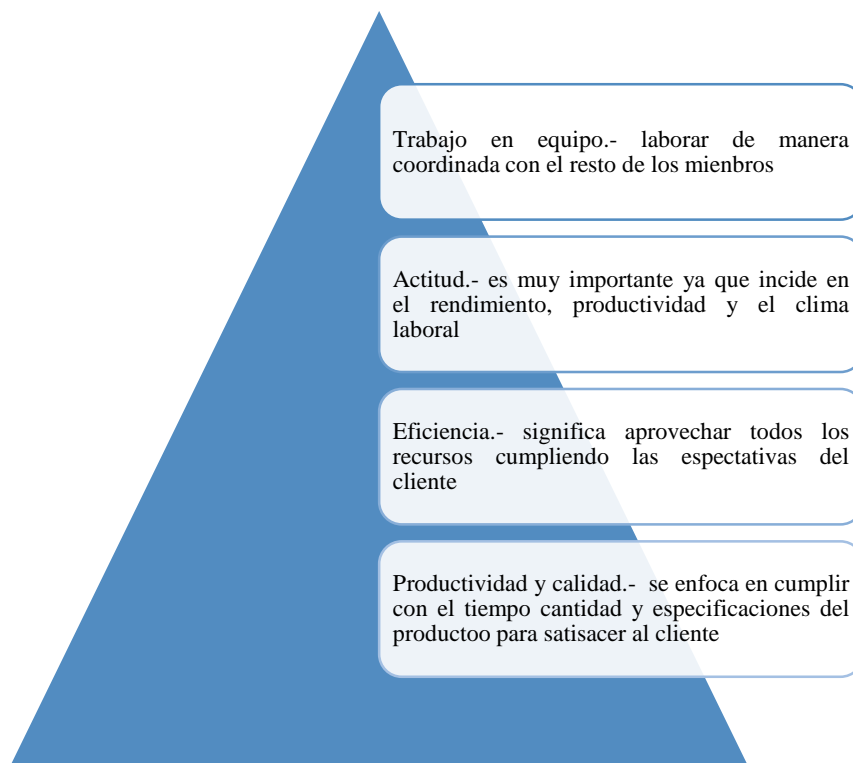 Trabajo en equipo.- laborar de manera
coordinada con el resto de los mienbros
Actitud.- es muy importante ya que incide en
el rendimiento, productividad y el clima
laboral
Eficiencia.- significa aprovechar todos los
recursos cumpliendo las espectativas del
cliente
Productividad y calidad.- se enfoca en cumplir
con el tiempo cantidad y especificaciones del
productoo para satisacer al cliente